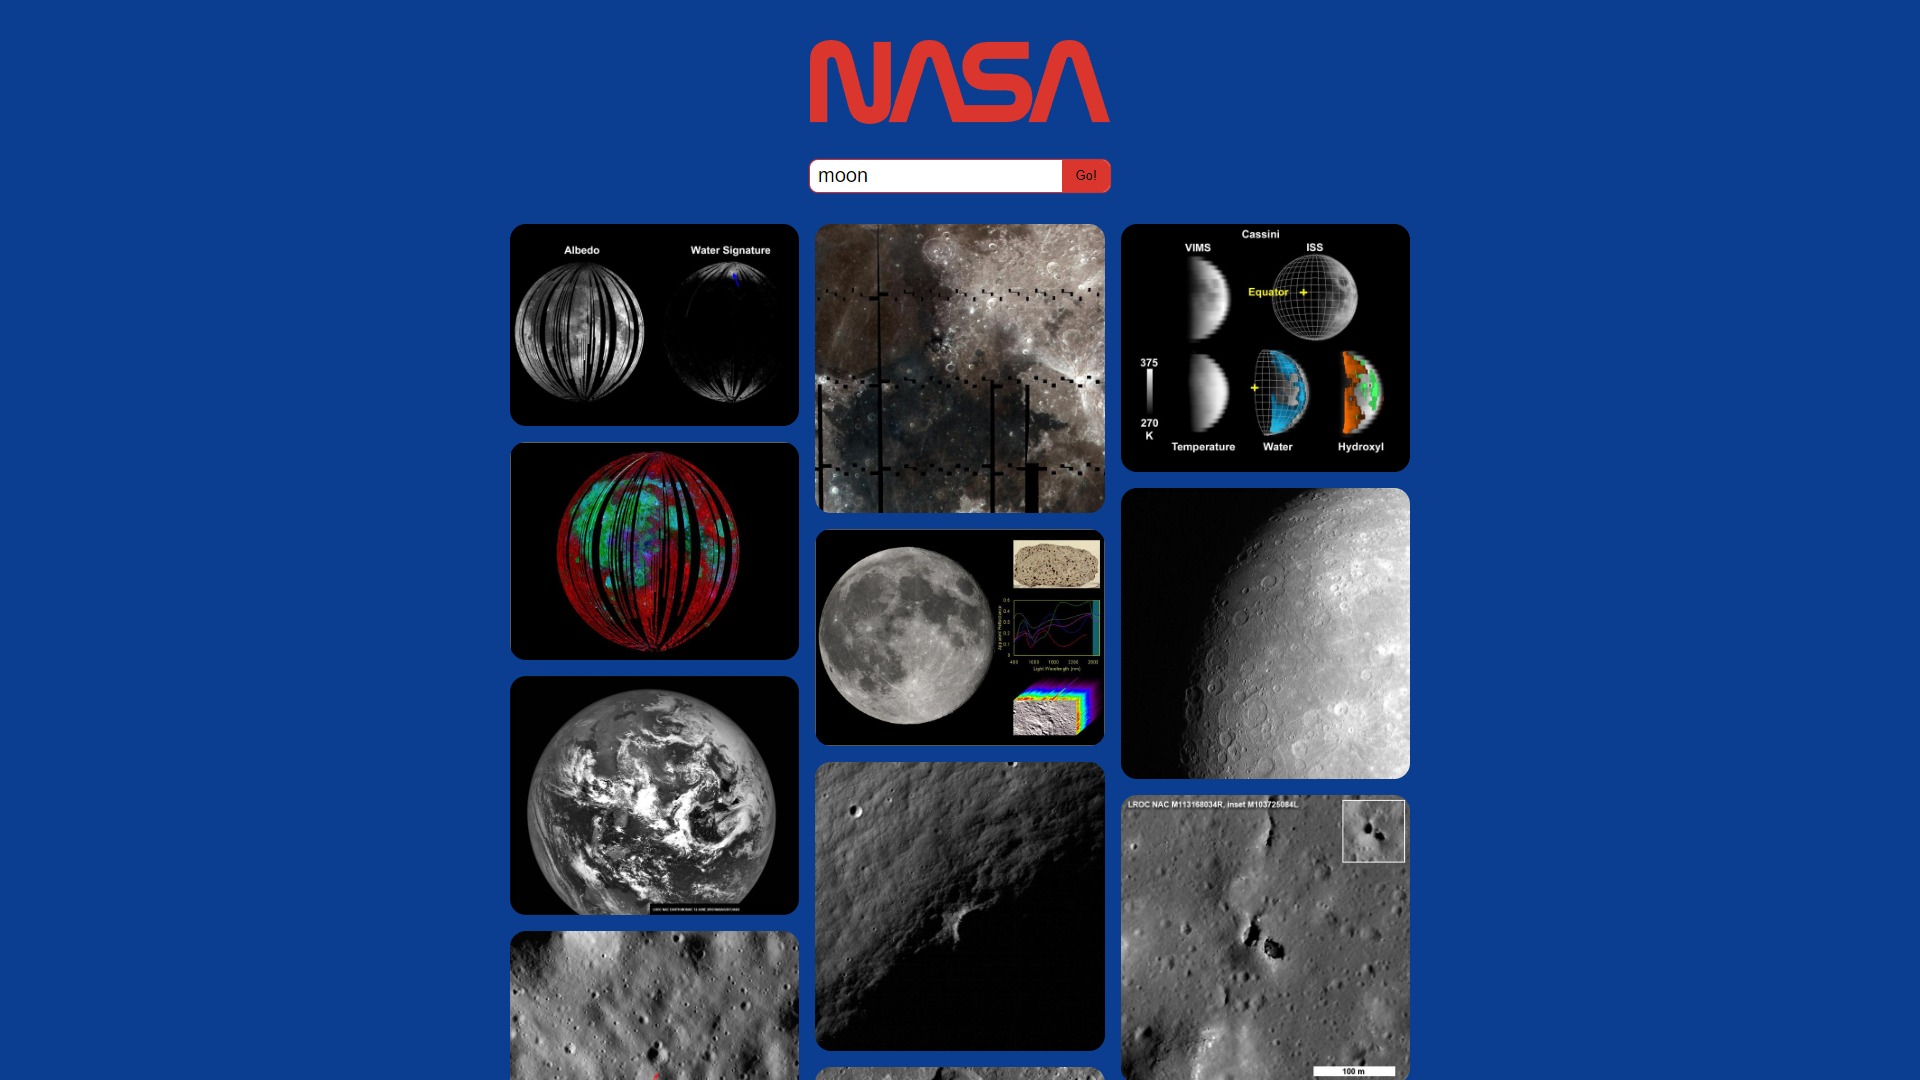 NASA
moon
Go!
Albedo
Water Signature
Cassini
VIMS
ISS
Equator
375
270
K
Temperature
Water
Hydroxyl
LROC NAC M113168034R, inset M103725084L
100 m